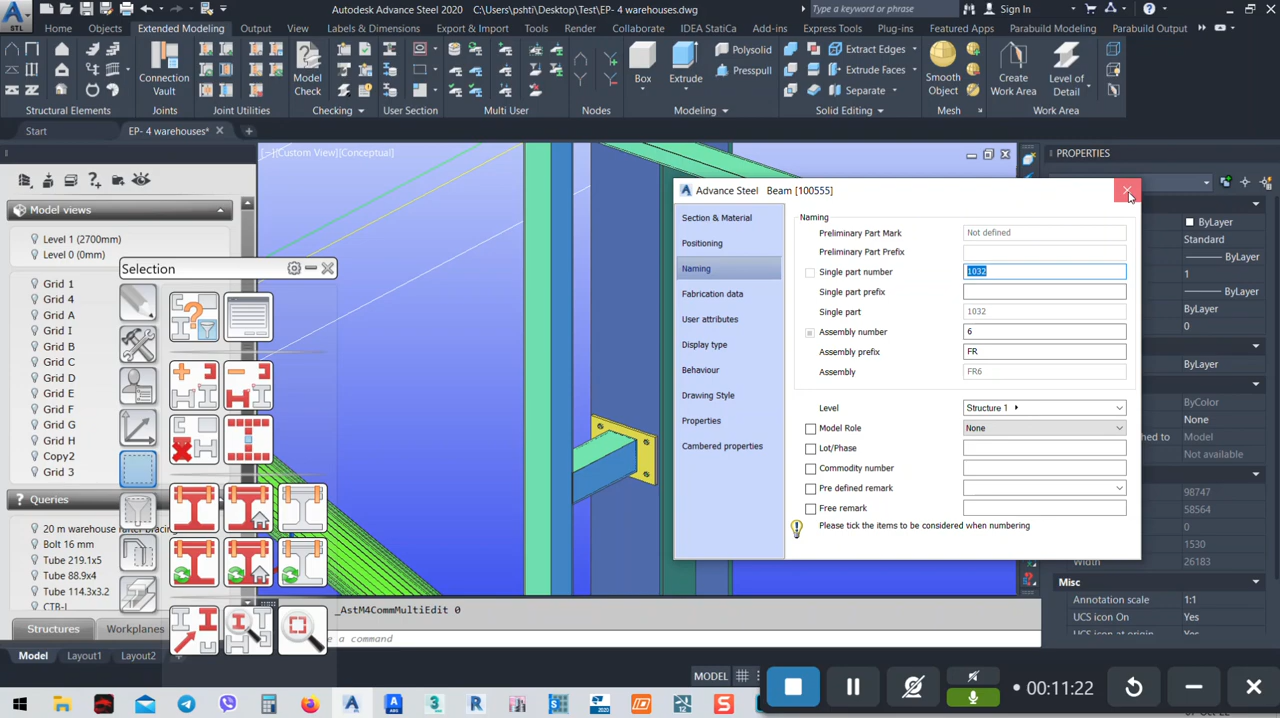 STL
Autodesk Advance Steel 2020
C:\users\pshti\Desktop\Test\EP- 4 warehouses.dwg
Type a keyword or phrase
Sign In
Home Objects Extended Modeling Output View Labels & Dimensions Export & Import Tools Render Collaborate IDEA StatiCa Add-ins Express Tools Plug-ins Featured Apps Parabuild Modeling Parabuild Output
Connection Vault
Model Check
Box
Extrude
Polysolid
Presspull
Extract Edges
Extrude Faces
Separate
Smooth Object
Create Work Area
Level of Detail
Structural Elements Joints Joint Utilities Checking User Section Multi User Nodes Modeling Solid Editing Mesh Work Area
Start EP- 4 warehouses*
[−][Custom View][Conceptual]
PROPERTIES
Model views
Level 1 (2700mm)
Level 0 (0mm)
Grid 1
Grid 4
Grid A
Grid I
Grid B
Grid C
Grid D
Grid E
Grid F
Grid G
Grid H
Copy2
Grid 3
Selection
Queries
Bolt 16 mm
Tube 219.1x5
Tube 88.9x4
Tube 114.3x3.2
CTR-I
Structures Workplanes
Advance Steel Beam [100555]
Section & Material
Positioning
Naming
Fabrication data
User attributes
Display type
Behaviour
Drawing Style
Properties
Cambered properties
Naming
Preliminary Part Mark Not defined
Preliminary Part Prefix
Single part number 1032
Single part prefix
Single part 1032
Assembly number 6
Assembly prefix FR
Assembly FR6
Level Structure 1
Model Role None
Lot/Phase
Commodity number
Pre defined remark
Free remark
Please tick the items to be considered when numbering
ByLayer
Standard
ByLayer
1
ByLayer
0
ByLayer
ByColor
None
Model
Not available
98747
58564
0
1530
26183
Misc
Annotation scale 1:1
UCS icon On Yes
_AstM4CommMultiEdit 0
a command
Model Layout1 Layout2
MODEL
00:11:22